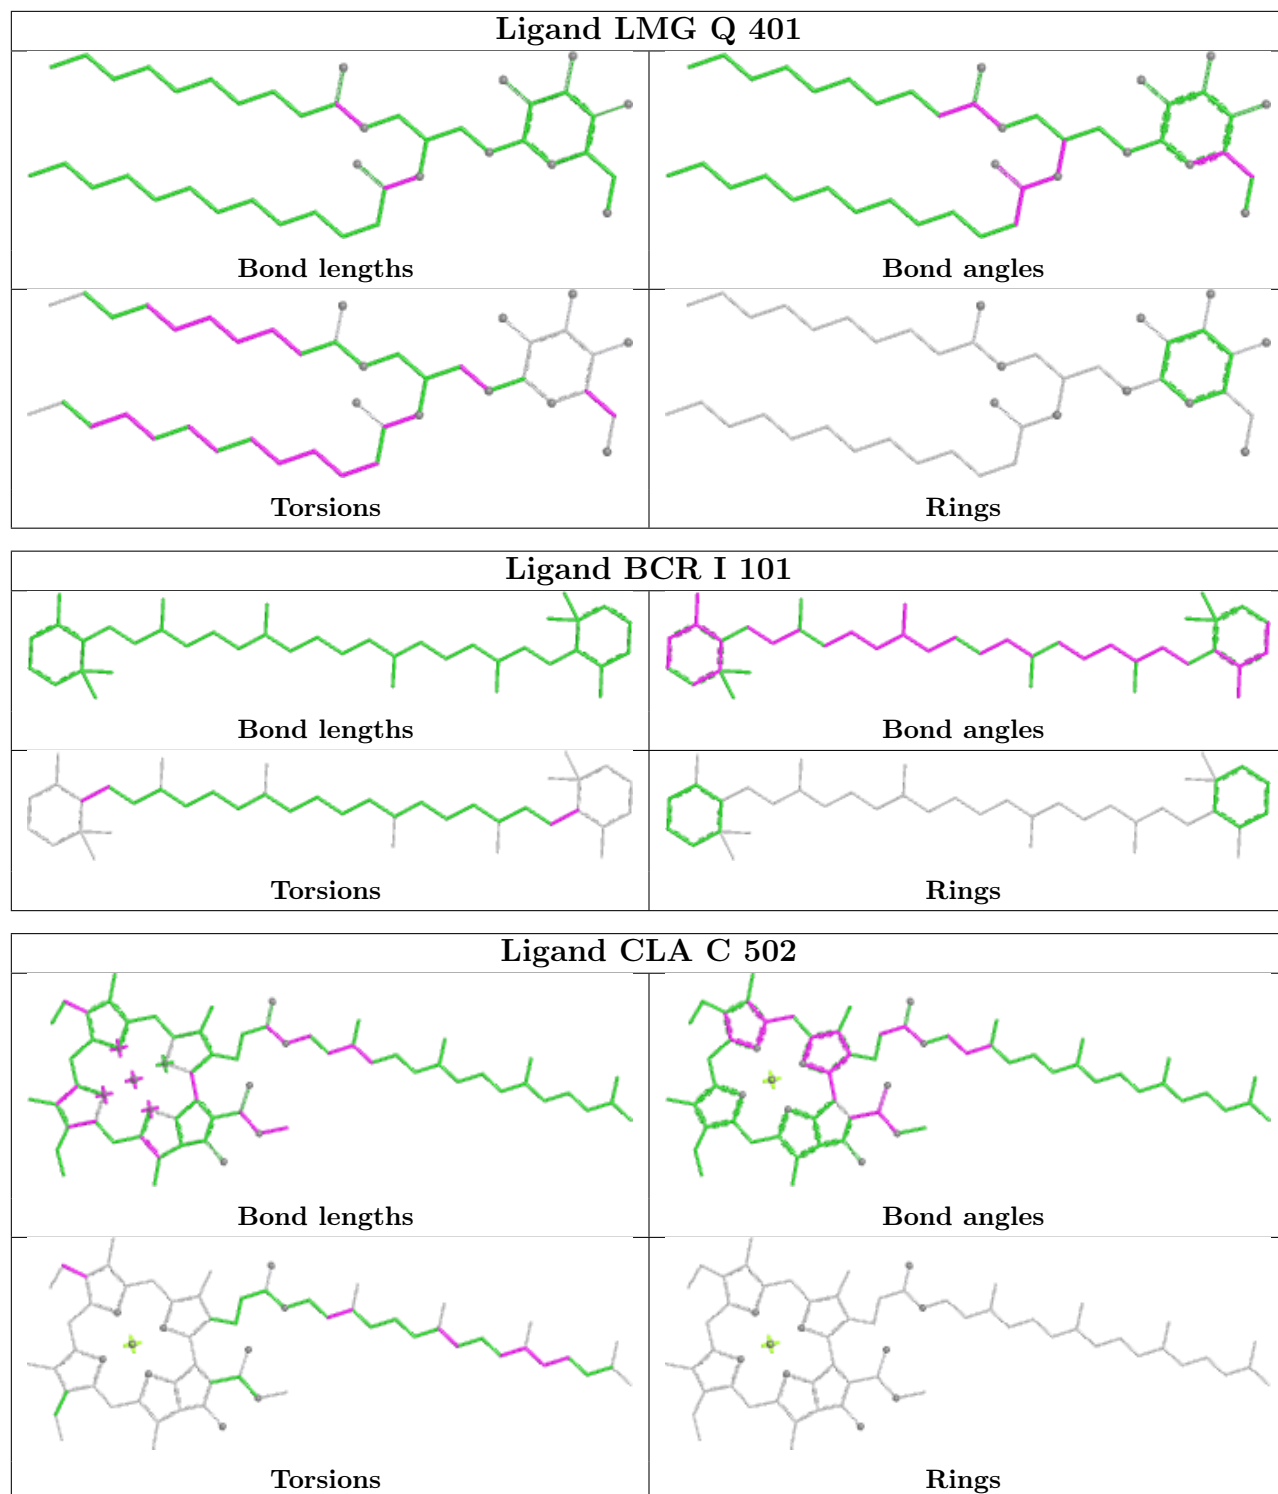 Ligand LMG Q 401
Bond lengths
Bond angles
Torsions
Rings
Ligand BCR I 101
Bond lengths
Bond angles
Torsions
Rings
Ligand CLA C 502
Bond lengths
Bond angles
Torsions
Rings